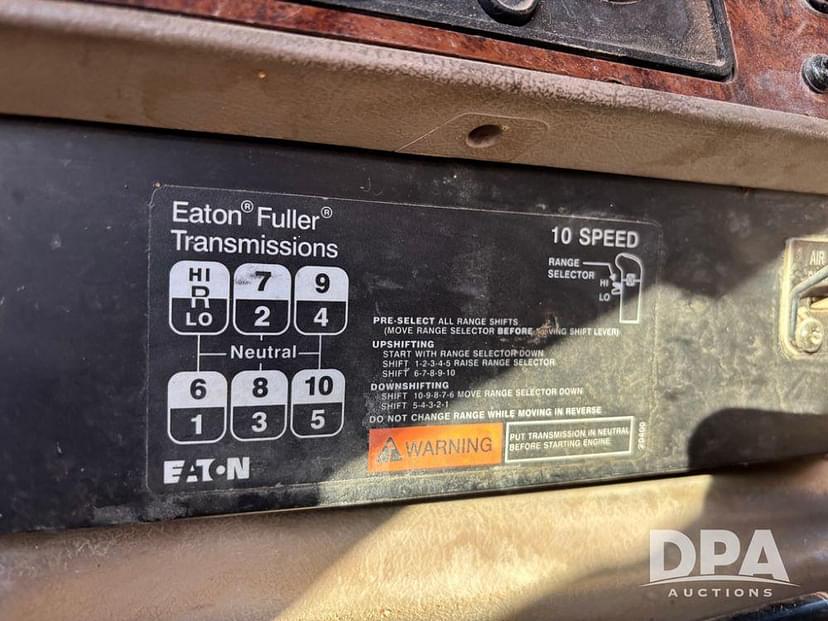 Eaton® Fuller®
Transmissions
10 SPEED
RANGE
SELECTOR
HI
LO
HI 7 9
R
LO 2 4
Neutral
6 8 10
1 3 5
PRE-SELECT ALL RANGE SHIFTS
(MOVE RANGE SELECTOR BEFORE MOVING SHIFT LEVER)
UPSHIFTING
START WITH RANGE SELECTOR DOWN
SHIFT 1-2-3-4-5 RAISE RANGE SELECTOR
SHIFT 6-7-8-9-10
DOWNSHIFTING
SHIFT 10-9-8-7-6 MOVE RANGE SELECTOR DOWN
SHIFT 5-4-3-2-1
DO NOT CHANGE RANGE WHILE MOVING IN REVERSE
WARNING
PUT TRANSMISSION IN NEUTRAL
BEFORE STARTING ENGINE
20400
EATON
AIR
DPA
AUCTIONS